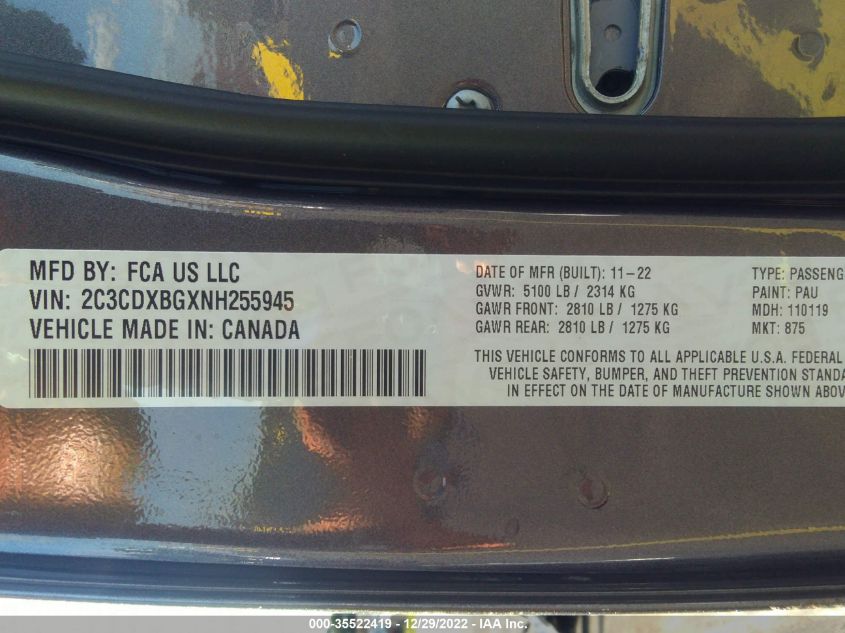 MFD BY: FCA US LLC
VIN: 2C3CDXBGXNH255945
VEHICLE MADE IN: CANADA
DATE OF MFR (BUILT): 11-22
GVWR: 5100 LB / 2314 KG
GAWR FRONT: 2810 LB / 1275 KG
GAWR REAR: 2810 LB / 1275 KG
TYPE: PASSENG
PAINT: PAU
MDH: 110119
MKT: 875
THIS VEHICLE CONFORMS TO ALL APPLICABLE U.S.A. FEDERAL
VEHICLE SAFETY, BUMPER, AND THEFT PREVENTION STANDA
IN EFFECT ON THE DATE OF MANUFACTURE SHOWN ABOV
000-35522419 - 12/29/2022 - IAA Inc.